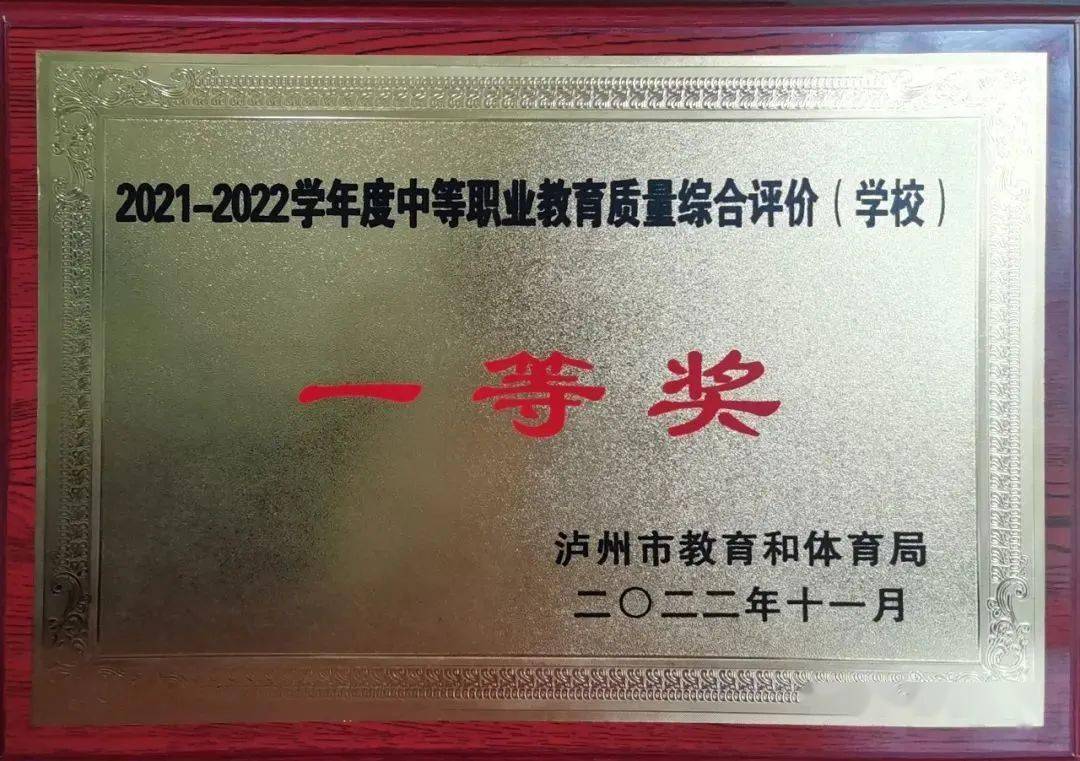 2021-2022学年度中等职业教育质量综合评价（学校）
一等奖
泸州市教育和体育局
二〇二二年十一月